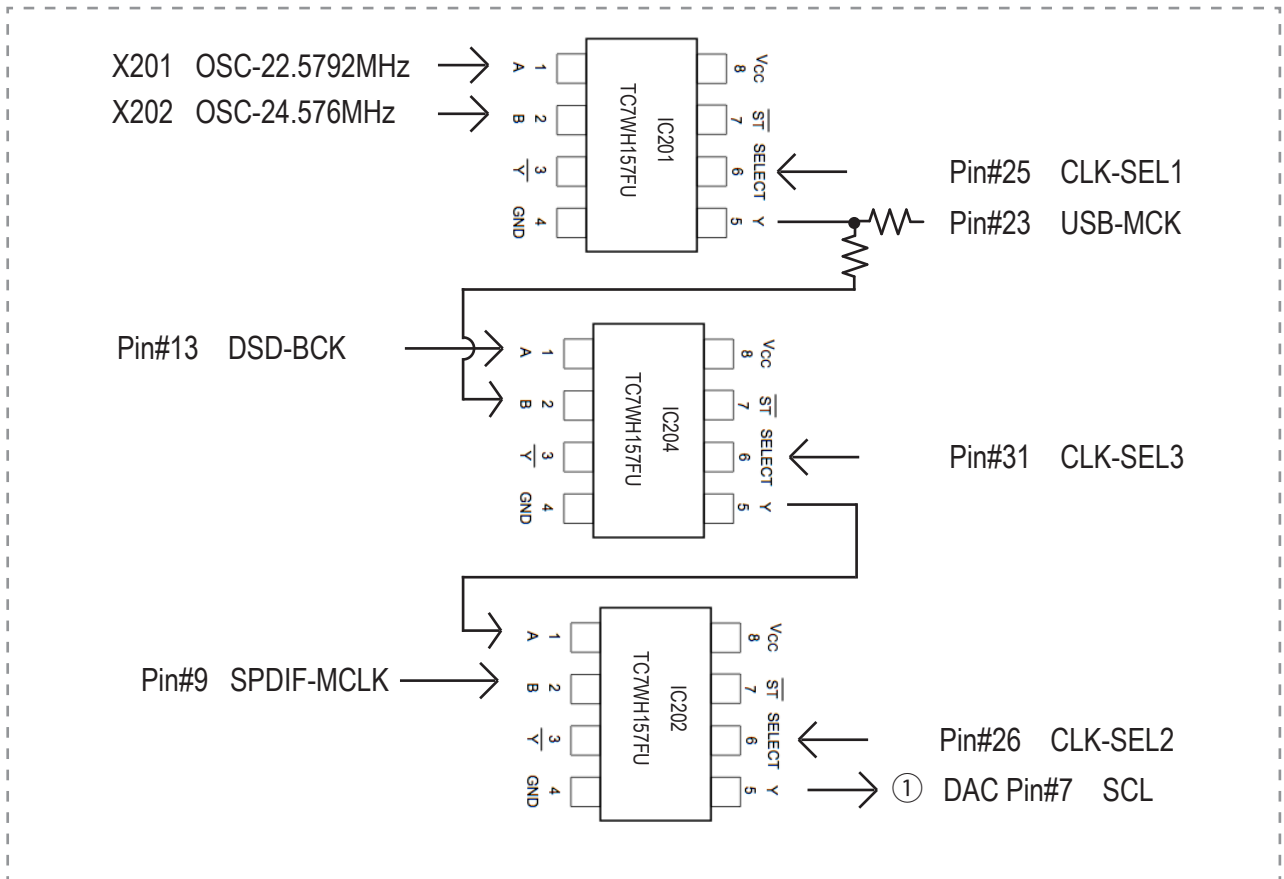 X201 OSC-22.5792MHz
X202 OSC-24.576MHz
A 1
B 2
Y 3
GND 4
IC201
TC7WH157FU
8 VCC
7 ST
6 SELECT
5 Y
Pin#25 CLK-SEL1
Pin#23 USB-MCK
Pin#13 DSD-BCK
A 1
B 2
Y 3
GND 4
IC204
TC7WH157FU
8 VCC
7 ST
6 SELECT
5 Y
Pin#31 CLK-SEL3
Pin#9 SPDIF-MCLK
A 1
B 2
Y 3
GND 4
IC202
TC7WH157FU
8 VCC
7 ST
6 SELECT
5 Y
Pin#26 CLK-SEL2
① DAC Pin#7 SCL